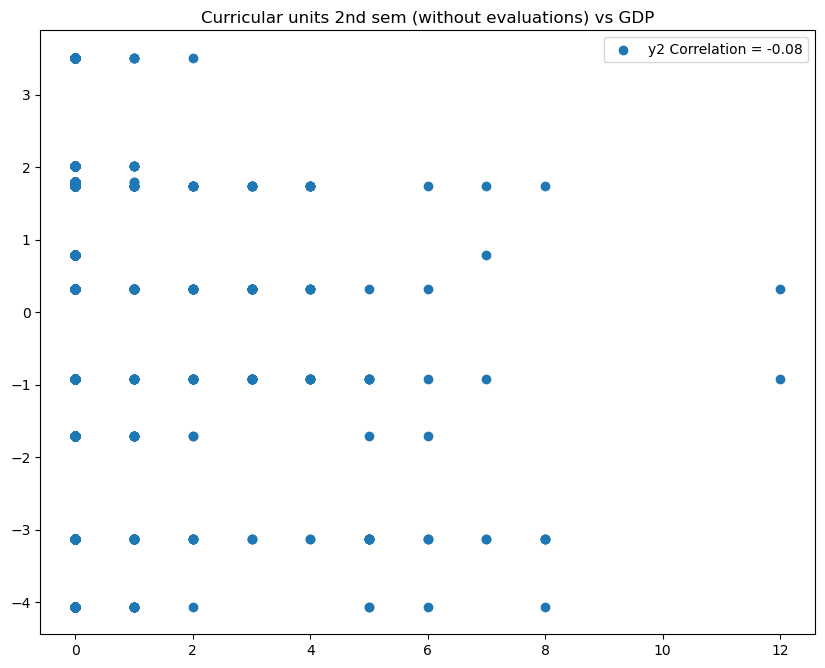 Curricular units 2nd sem (without evaluations) vs GDP
y2 Correlation = -0.08
3
2
1
0
−1
−2
−3
−4
0 2 4 6 8 10 12